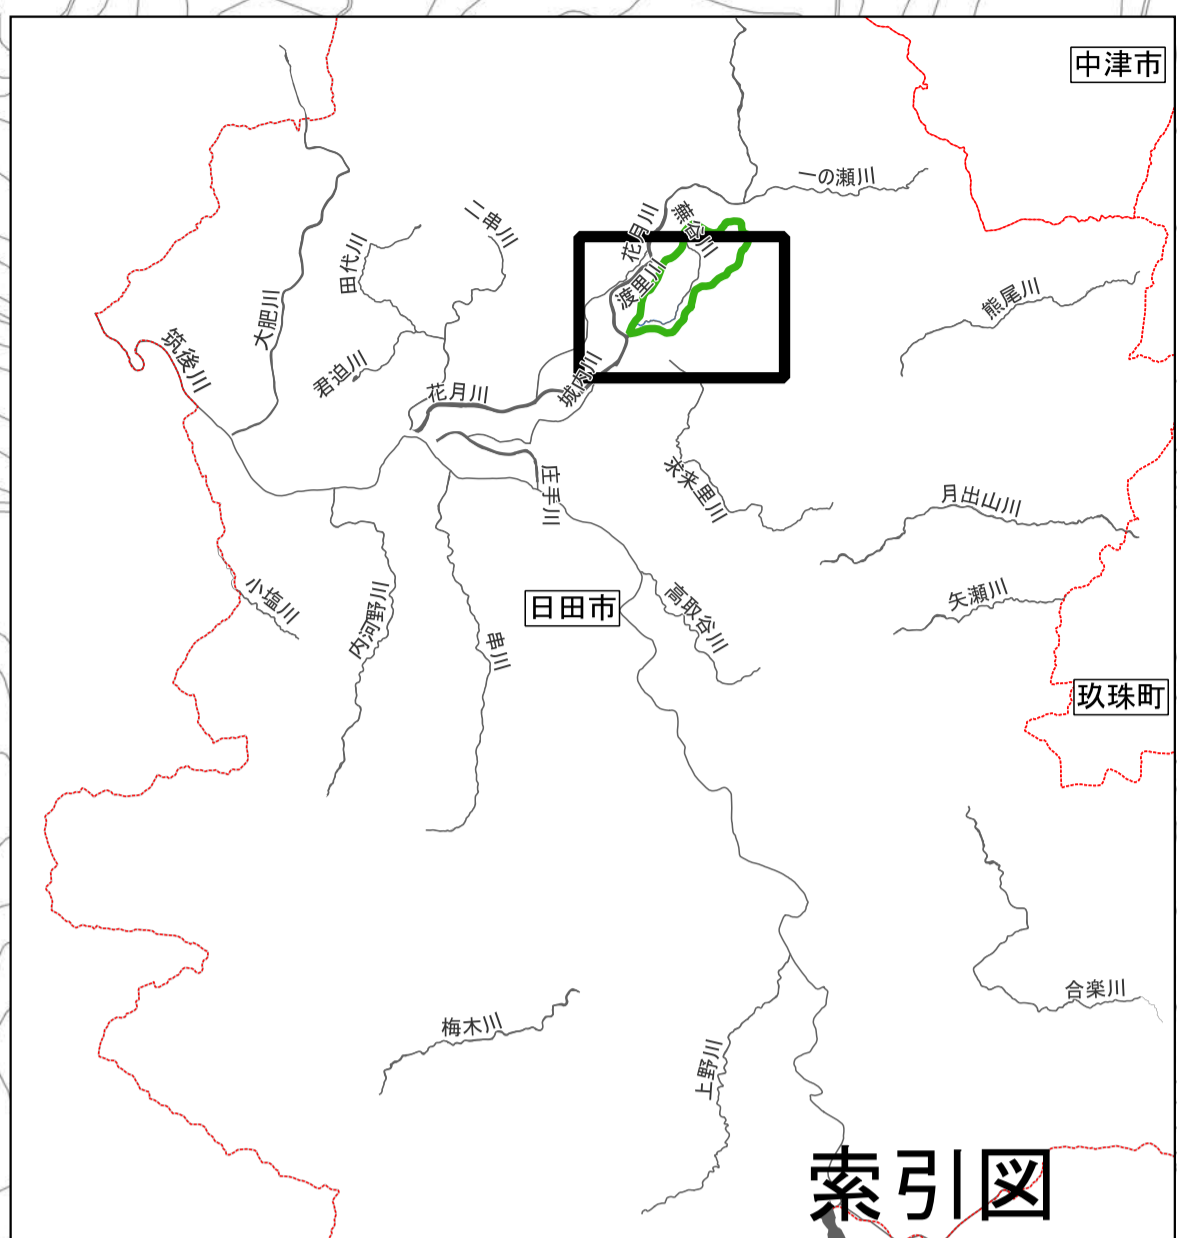 中津市
一の瀬川
二串川
花月川
蕪谷川
田代川
渡里川
熊尾川
大肥川
筑後川
君迫川
城内川
花月川
求来里川
庄手川
月出山川
小塩川
内河野川
日田市
高取谷川
矢瀬川
串川
玖珠町
合楽川
梅木川
上野川
索引図